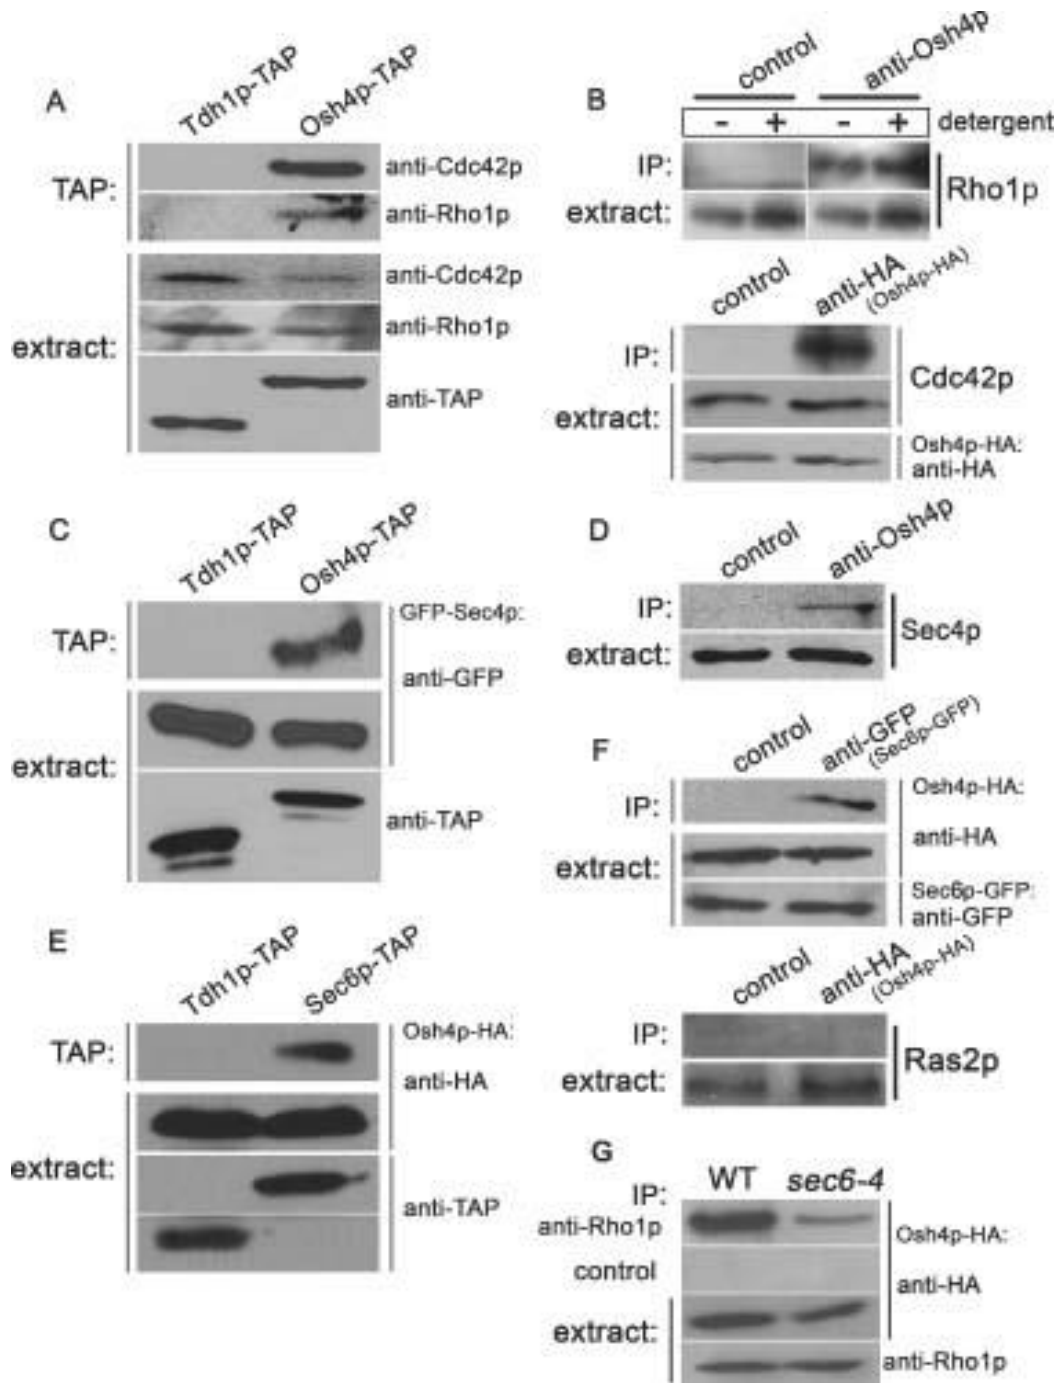 A
Tdh1p-TAP
Osh4p-TAP
TAP:
anti-Cdc42p
anti-Rho1p
extract:
anti-Cdc42p
anti-Rho1p
anti-TAP
B
control
anti-Osh4p
- + - + detergent
IP:
extract:
Rho1p
control
anti-HA
(Osh4p-HA)
IP:
extract:
Cdc42p
Osh4p-HA:
anti-HA
C
Tdh1p-TAP
Osh4p-TAP
TAP:
GFP-Sec4p:
anti-GFP
extract:
anti-TAP
D
control
anti-Osh4p
IP:
extract:
Sec4p
E
Tdh1p-TAP
Sec6p-TAP
TAP:
Osh4p-HA:
anti-HA
extract:
anti-TAP
F
control
anti-GFP
(Sec6p-GFP)
IP:
Osh4p-HA:
anti-HA
extract:
Sec6p-GFP:
anti-GFP
control
anti-HA
(Osh4p-HA)
IP:
extract:
Ras2p
G
WT sec6-4
IP:
anti-Rho1p
control
Osh4p-HA:
anti-HA
extract:
anti-Rho1p